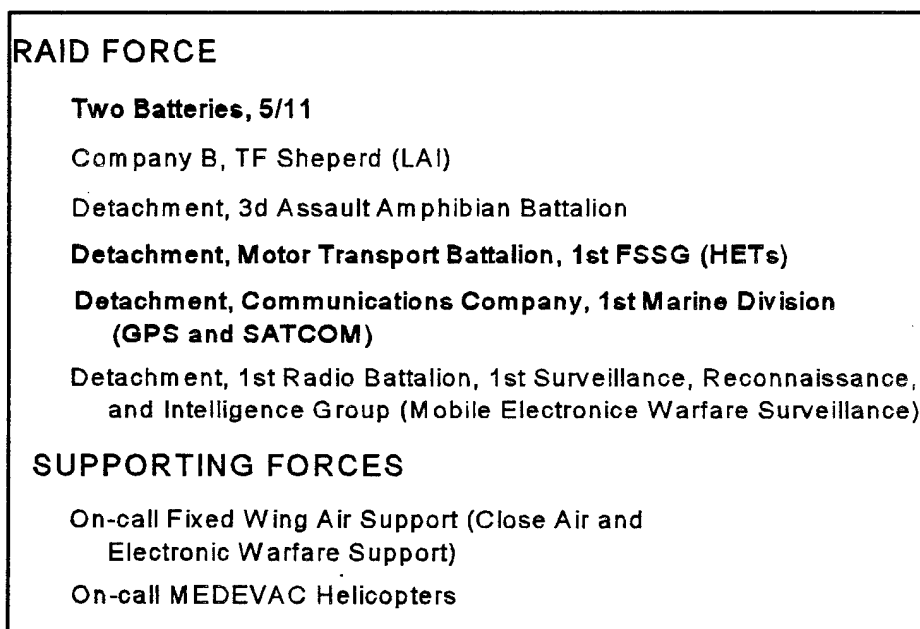 RAID FORCE
Two Batteries, 5/11
Company B, TF Sheperd (LAI)
Detachment, 3d Assault Amphibian Battalion
Detachment, Motor Transport Battalion, 1st FSSG (HETs)
Detachment, Communications Company, 1st Marine Division
(GPS and SATCOM)
Detachment, 1st Radio Battalion, 1st Surveillance, Reconnaissance,
and Intelligence Group (Mobile Electronice Warfare Surveillance)
SUPPORTING FORCES
On-call Fixed Wing Air Support (Close Air and
Electronic Warfare Support)
On-call MEDEVAC Helicopters